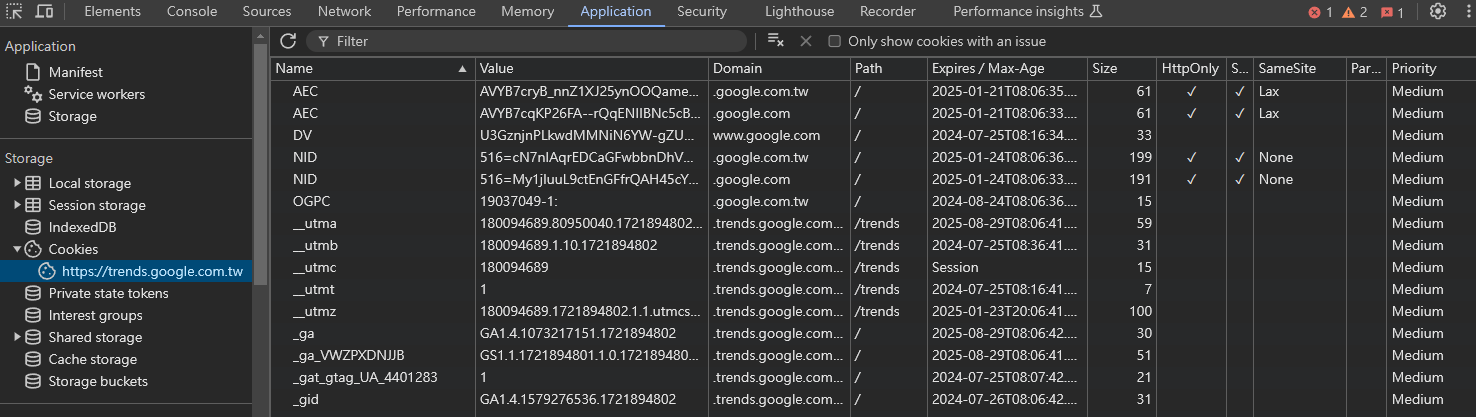 Elements Console Sources Network Performance Memory Application Security Lighthouse Recorder Performance insights 1 2 1
Application
Manifest
Service workers
Storage
Storage
Local storage
Session storage
IndexedDB
Cookies
https://trends.google.com.tw
Private state tokens
Interest groups
Shared storage
Cache storage
Storage buckets
Filter Only show cookies with an issue
Name Value Domain Path Expires / Max-Age Size HttpOnly S... SameSite Par... Priority
AEC AVYB7cryB_nnZ1XJ25ynOOQame... .google.com.tw / 2025-01-21T08:06:35.... 61 ✓ ✓ Lax Medium
AEC AVYB7cqKP26FA--rQqENIIBNc5cB... .google.com / 2025-01-21T08:06:33.... 61 ✓ ✓ Lax Medium
DV U3GznjnPLkwdMMNiN6YW-gZU... www.google.com / 2024-07-25T08:16:34.... 33 Medium
NID 516=cN7nIAqrEDCaGFwbbnDhV... .google.com.tw / 2025-01-24T08:06:36.... 199 ✓ ✓ None Medium
NID 516=My1jIuuL9ctEnGFfrQAH45cY... .google.com / 2025-01-24T08:06:33.... 191 ✓ ✓ None Medium
OGPC 19037049-1: .google.com.tw / 2024-08-24T08:06:36.... 15 Medium
__utma 180094689.80950040.1721894802... .trends.google.com... /trends 2025-08-29T08:06:41.... 59 Medium
__utmb 180094689.1.10.1721894802 .trends.google.com... /trends 2024-07-25T08:36:41.... 31 Medium
__utmc 180094689 .trends.google.com... /trends Session 15 Medium
__utmt 1 .trends.google.com... /trends 2024-07-25T08:16:41.... 7 Medium
__utmz 180094689.1721894802.1.1.utmcs... .trends.google.com... /trends 2025-01-23T20:06:41.... 100 Medium
_ga GA1.4.1073217151.1721894802 .trends.google.com... / 2025-08-29T08:06:42.... 30 Medium
_ga_VWZPXDNJJB GS1.1.1721894801.1.0.172189480... .trends.google.com... / 2025-08-29T08:06:41.... 51 Medium
_gat_gtag_UA_4401283 1 .trends.google.com... / 2024-07-25T08:07:42.... 21 Medium
_gid GA1.4.1579276536.1721894802 .trends.google.com... / 2024-07-26T08:06:42.... 31 Medium